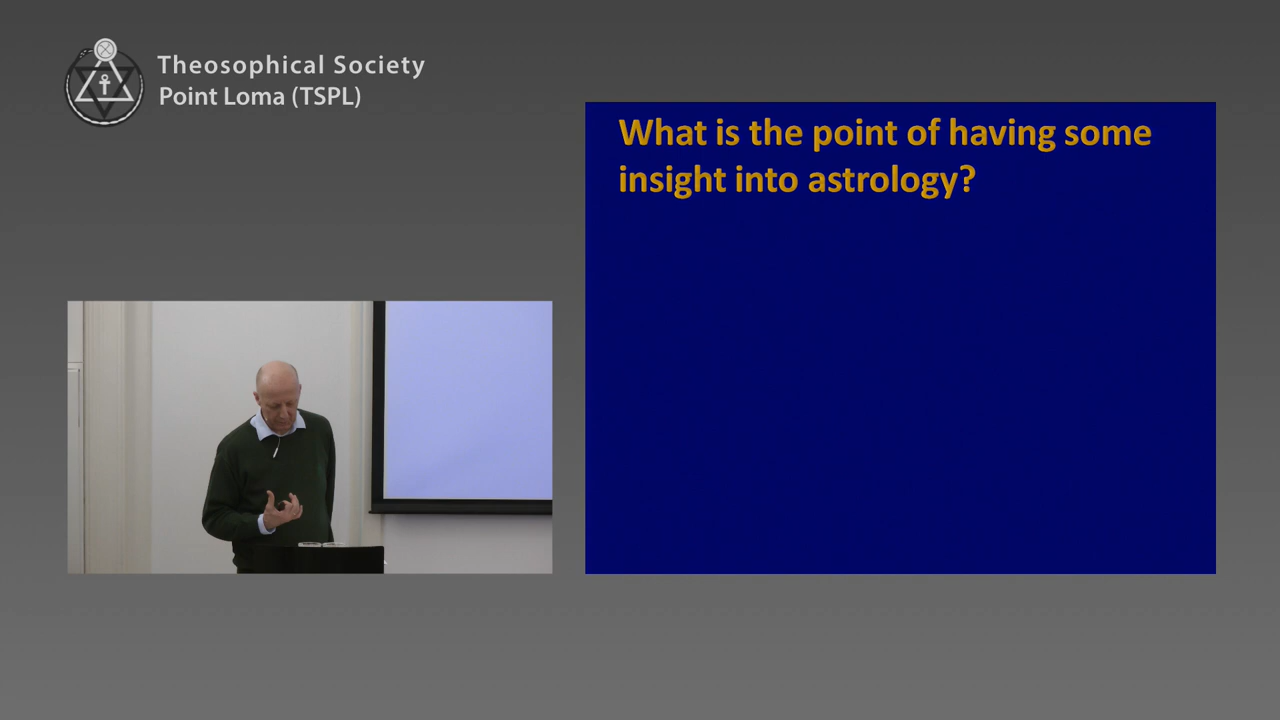 Theosophical Society
Point Loma (TSPL)
What is the point of having some
insight into astrology?